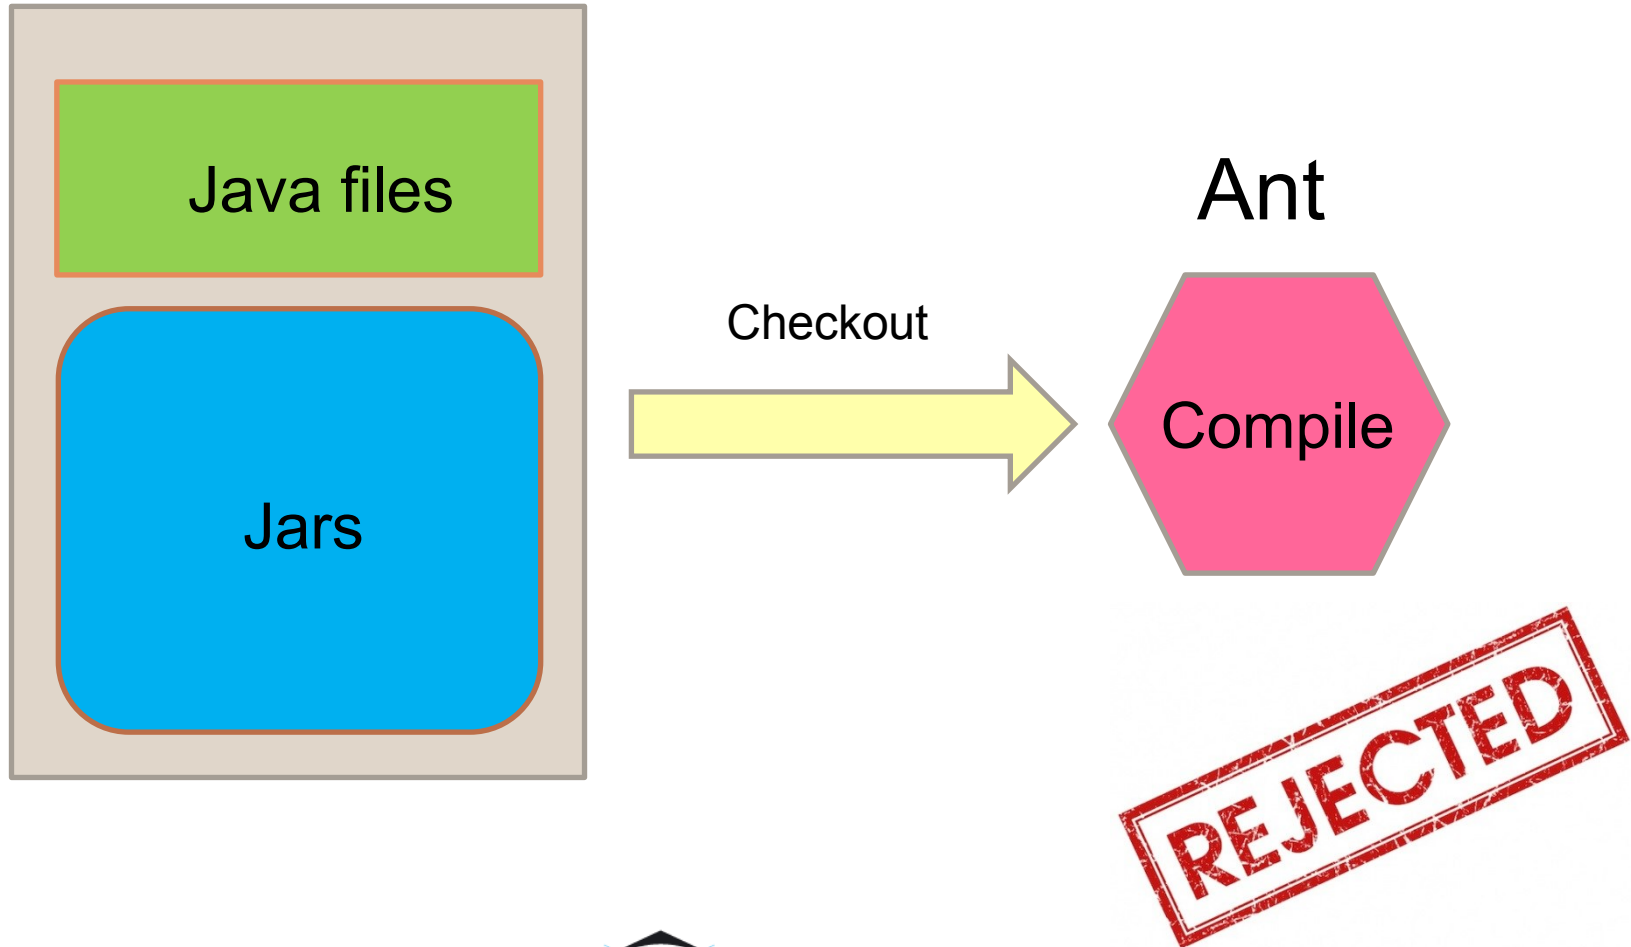 Java files
Jars
Checkout
Ant
Compile
REJECTED